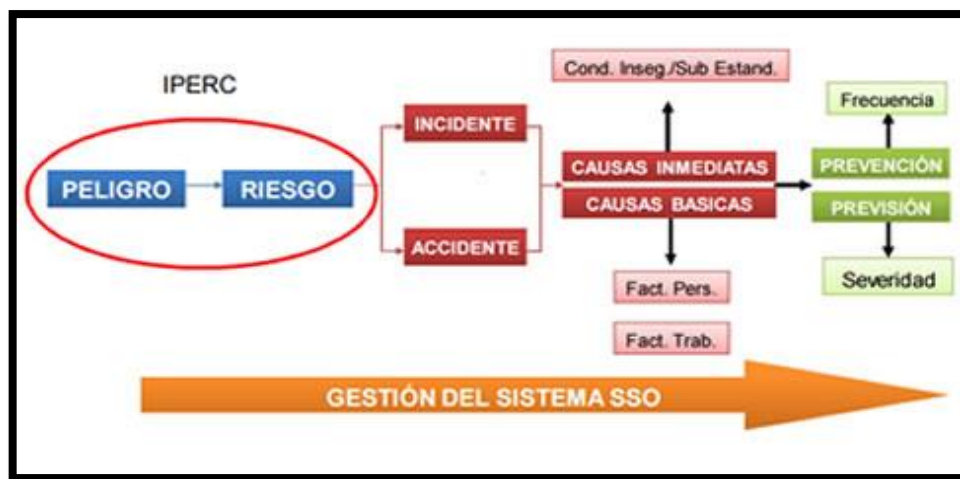 IPERC
PELIGRO
RIESGO
INCIDENTE
ACCIDENTE
Cond. Inseg./Sub Estand.
CAUSAS INMEDIATAS
CAUSAS BASICAS
Fact. Pers.
Fact. Trab.
Frecuencia
PREVENCIÓN
PREVISIÓN
Severidad
GESTIÓN DEL SISTEMA SSO